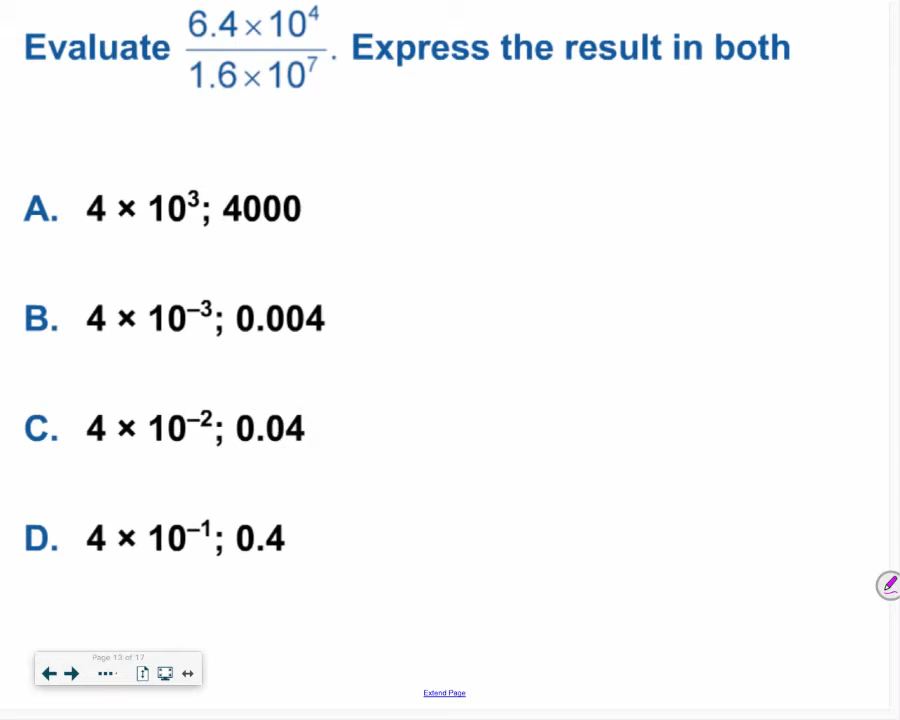 Evaluate 6.4 × 10⁴ / 1.6 × 10⁷ . Express the result in both
A. 4 × 10³; 4000
B. 4 × 10⁻³; 0.004
C. 4 × 10⁻²; 0.04
D. 4 × 10⁻¹; 0.4
Page 13 of 17
Extend Page